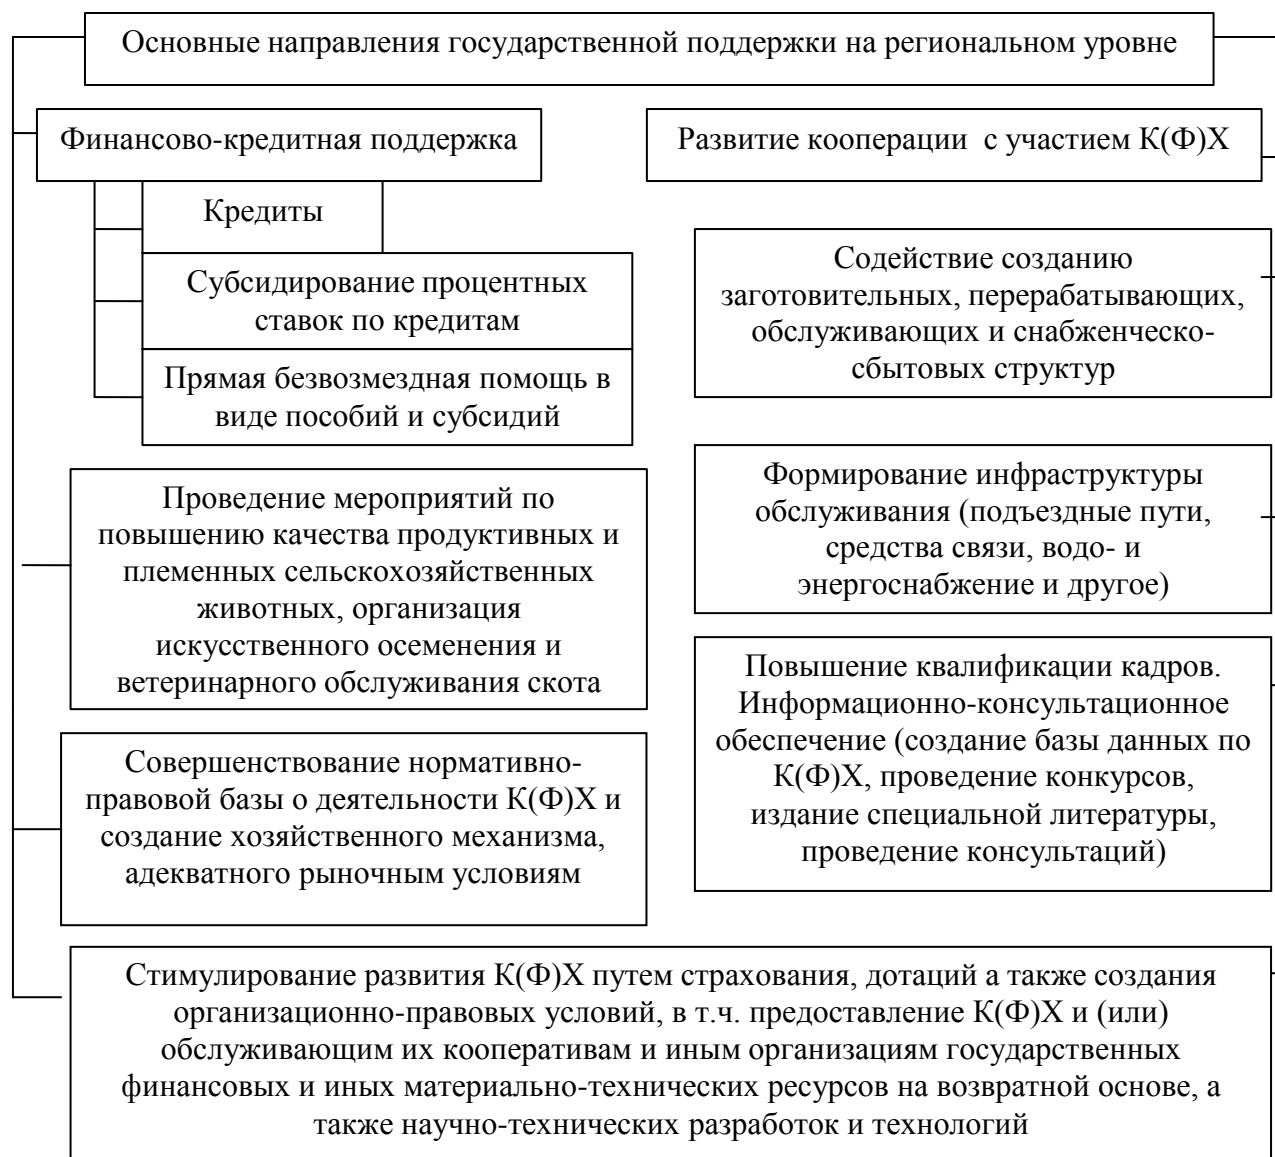 Основные направления государственной поддержки на региональном уровне
Финансово-кредитная поддержка
Кредиты
Субсидирование процентных
ставок по кредитам
Прямая безвозмездная помощь в
виде пособий и субсидий
Проведение мероприятий по
повышению качества продуктивных и
племенных сельскохозяйственных
животных, организация
искусственного осеменения и
ветеринарного обслуживания скота
Совершенствование нормативно-
правовой базы о деятельности К(Ф)Х и
создание хозяйственного механизма,
адекватного рыночным условиям
Развитие кооперации  с участием К(Ф)Х
Содействие созданию
заготовительных, перерабатывающих,
обслуживающих и снабженческо-
сбытовых структур
Формирование инфраструктуры
обслуживания (подъездные пути,
средства связи, водо- и
энергоснабжение и другое)
Повышение квалификации кадров.
Информационно-консультационное
обеспечение (создание базы данных по
К(Ф)Х, проведение конкурсов,
издание специальной литературы,
проведение консультаций)
Стимулирование развития К(Ф)Х путем страхования, дотаций а также создания
организационно-правовых условий, в т.ч. предоставление К(Ф)Х и (или)
обслуживающим их кооперативам и иным организациям государственных
финансовых и иных материально-технических ресурсов на возвратной основе, а
также научно-технических разработок и технологий